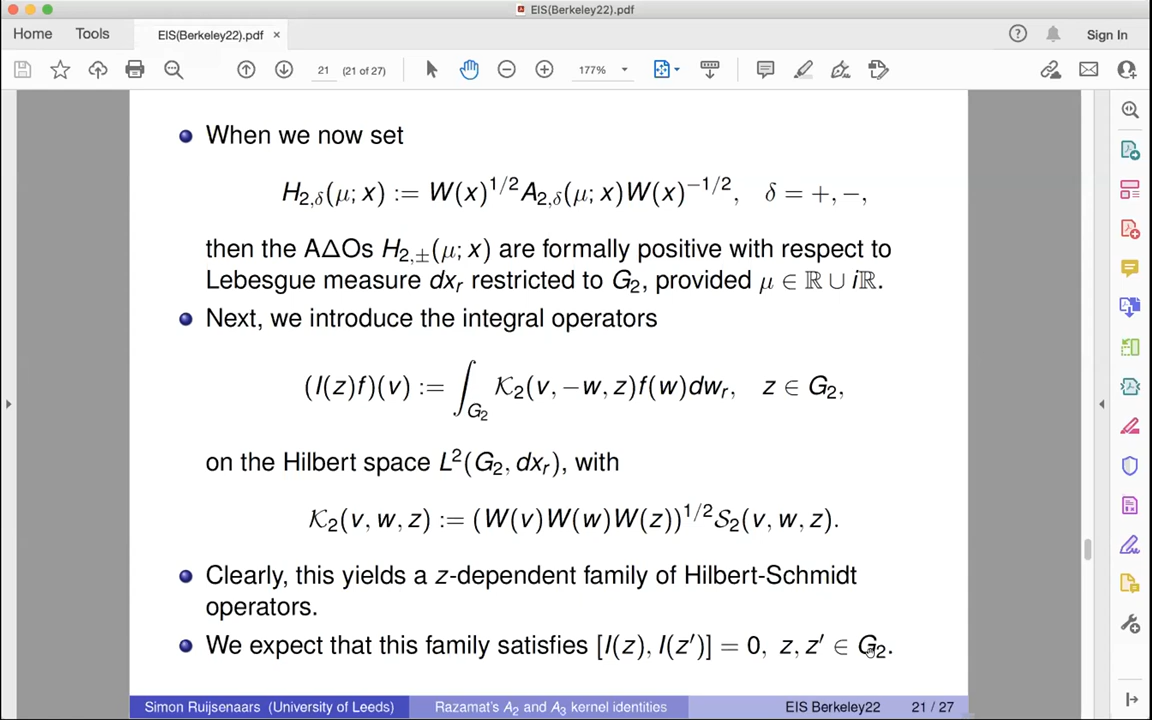 EIS(Berkeley22).pdf
Home Tools EIS(Berkeley22).pdf × Sign In
21 (21 of 27) 177%
When we now set
H₂,δ(μ; x) := W(x)^{1/2}A₂,δ(μ; x)W(x)^{−1/2}, δ = +, −,
then the AΔOs H₂,±(μ; x) are formally positive with respect to
Lebesgue measure dxᵣ restricted to G₂, provided μ ∈ ℝ ∪ iℝ.
Next, we introduce the integral operators
(I(z)f)(v) := ∫_{G₂} 𝒦₂(v, −w, z)f(w)dwᵣ, z ∈ G₂,
on the Hilbert space L²(G₂, dxᵣ), with
𝒦₂(v, w, z) := (W(v)W(w)W(z))^{1/2}𝒮₂(v, w, z).
Clearly, this yields a z-dependent family of Hilbert-Schmidt
operators.
We expect that this family satisfies [I(z), I(z′)] = 0, z, z′ ∈ G₂.
Simon Ruijsenaars (University of Leeds) Razamat's A₂ and A₃ kernel identities EIS Berkeley22 21 / 27